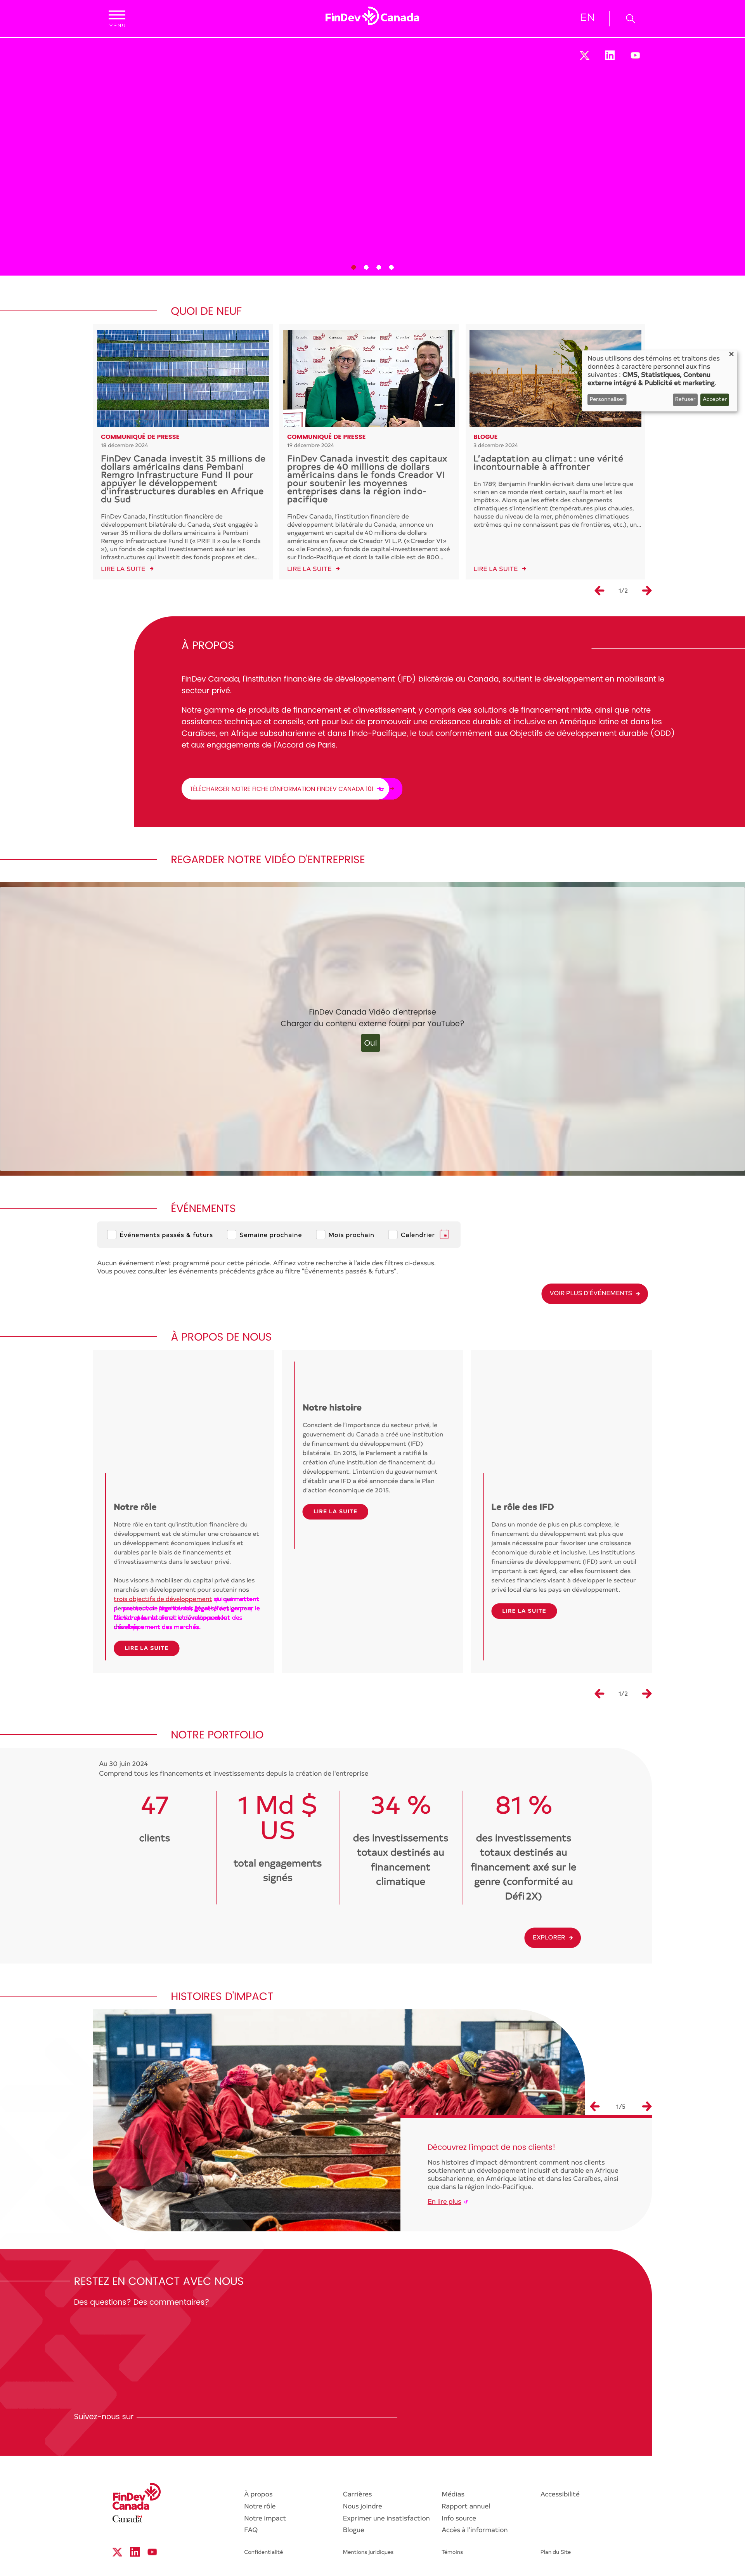 MENU
FinDev Canada
EN
QUOI DE NEUF
COMMUNIQUÉ DE PRESSE
18 décembre 2024
FinDev Canada investit 35 millions de
dollars américains dans Pembani
Remgro Infrastructure Fund II pour
appuyer le développement
d'infrastructures durables en Afrique
du Sud
FinDev Canada, l'institution financière de
développement bilatérale du Canada, s'est engagée à
verser 35 millions de dollars américains à Pembani
Remgro Infrastructure Fund II (« PRIF II » ou le « Fonds
»), un fonds de capital investissement axé sur les
infrastructures qui investit des fonds propres et des...
LIRE LA SUITE
COMMUNIQUÉ DE PRESSE
19 décembre 2024
FinDev Canada investit des capitaux
propres de 40 millions de dollars
américains dans le fonds Creador VI
pour soutenir les moyennes
entreprises dans la région indo-
pacifique
FinDev Canada, l'institution financière de
développement bilatérale du Canada, annonce un
engagement en capital de 40 millions de dollars
américains en faveur de Creador VI L.P. (« Creador VI »
ou « le Fonds »), un fonds de capital-investissement axé
sur l'Indo-Pacifique et dont la taille cible est de 800...
LIRE LA SUITE
BLOGUE
3 décembre 2024
L'adaptation au climat : une vérité
incontournable à affronter
En 1789, Benjamin Franklin écrivait dans une lettre que
« rien en ce monde n'est certain, sauf la mort et les
impôts ». Alors que les effets des changements
climatiques s'intensifient (températures plus chaudes,
hausse du niveau de la mer, phénomènes climatiques
extrêmes qui ne connaissent pas de frontières, etc.), un...
LIRE LA SUITE
Nous utilisons des témoins et traitons des
données à caractère personnel aux fins
suivantes : CMS, Statistiques, Contenu
externe intégré & Publicité et marketing.
Personnaliser
Refuser
Accepter
1/2
À PROPOS
FinDev Canada, l'institution financière de développement (IFD) bilatérale du Canada, soutient le développement en mobilisant le
secteur privé.
Notre gamme de produits de financement et d'investissement, y compris des solutions de financement mixte, ainsi que notre
assistance technique et conseils, ont pour but de promouvoir une croissance durable et inclusive en Amérique latine et dans les
Caraïbes, en Afrique subsaharienne et dans l'Indo-Pacifique, le tout conformément aux Objectifs de développement durable (ODD)
et aux engagements de l'Accord de Paris.
TÉLÉCHARGER NOTRE FICHE D'INFORMATION FINDEV CANADA 101
REGARDER NOTRE VIDÉO D'ENTREPRISE
FinDev Canada Vidéo d'entreprise
Charger du contenu externe fourni par YouTube?
Oui
ÉVÉNEMENTS
Événements passés & futurs
Semaine prochaine
Mois prochain
Calendrier
Aucun événement n'est programmé pour cette période. Affinez votre recherche à l'aide des filtres ci-dessus.
Vous pouvez consulter les événements précédents grâce au filtre "Événements passés & futurs".
VOIR PLUS D'ÉVÉNEMENTS
À PROPOS DE NOUS
Notre rôle
Notre rôle en tant qu'institution financière du
développement est de stimuler une croissance et
un développement économiques inclusifs et
durables par le biais de financements et
d'investissements dans le secteur privé.
Nous visons à mobiliser du capital privé dans les
marchés en développement pour soutenir nos
trois objectifs de développement
LIRE LA SUITE
Notre histoire
Conscient de l'importance du secteur privé, le
gouvernement du Canada a créé une institution
de financement du développement (IFD)
bilatérale. En 2015, le Parlement a ratifié la
création d'une institution de financement du
développement. L'intention du gouvernement
d'établir une IFD a été annoncée dans le Plan
d'action économique de 2015.
LIRE LA SUITE
Le rôle des IFD
Dans un monde de plus en plus complexe, le
financement du développement est plus que
jamais nécessaire pour favoriser une croissance
économique durable et inclusive. Les Institutions
financières de développement (IFD) sont un outil
important à cet égard, car elles fournissent des
services financiers visant à développer le secteur
privé local dans les pays en développement.
LIRE LA SUITE
1/2
NOTRE PORTFOLIO
Au 30 juin 2024
Comprend tous les financements et investissements depuis la création de l'entreprise
47
clients
1 Md $
US
total engagements
signés
34 %
des investissements
totaux destinés au
financement
climatique
81 %
des investissements
totaux destinés au
financement axé sur le
genre (conformité au
Défi 2X)
EXPLORER
HISTOIRES D'IMPACT
1/5
Découvrez l'impact de nos clients!
Nos histoires d'impact démontrent comment nos clients
soutiennent un développement inclusif et durable en Afrique
subsaharienne, en Amérique latine et dans les Caraïbes, ainsi
que dans la région Indo-Pacifique.
En lire plus
RESTEZ EN CONTACT AVEC NOUS
Des questions? Des commentaires?
Suivez-nous sur
FinDev
Canada
Canada
À propos
Notre rôle
Notre impact
FAQ
Carrières
Nous joindre
Exprimer une insatisfaction
Blogue
Médias
Rapport annuel
Info source
Accès à l'information
Accessibilité
Confidentialité
Mentions juridiques
Témoins
Plan du Site